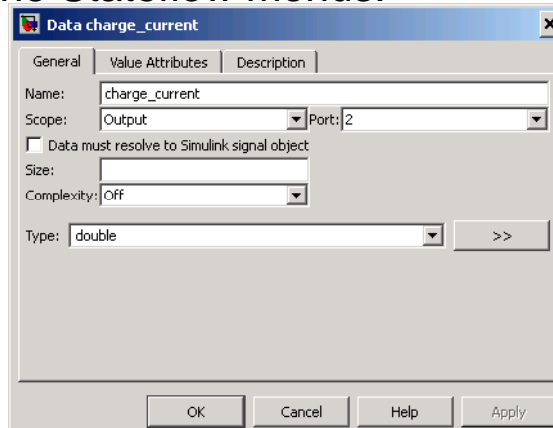 Data charge_current
General Value Attributes Description
Name: charge_current
Scope: Output Port: 2
Data must resolve to Simulink signal object
Size:
Complexity: Off
Type: double >>
OK Cancel Help Apply